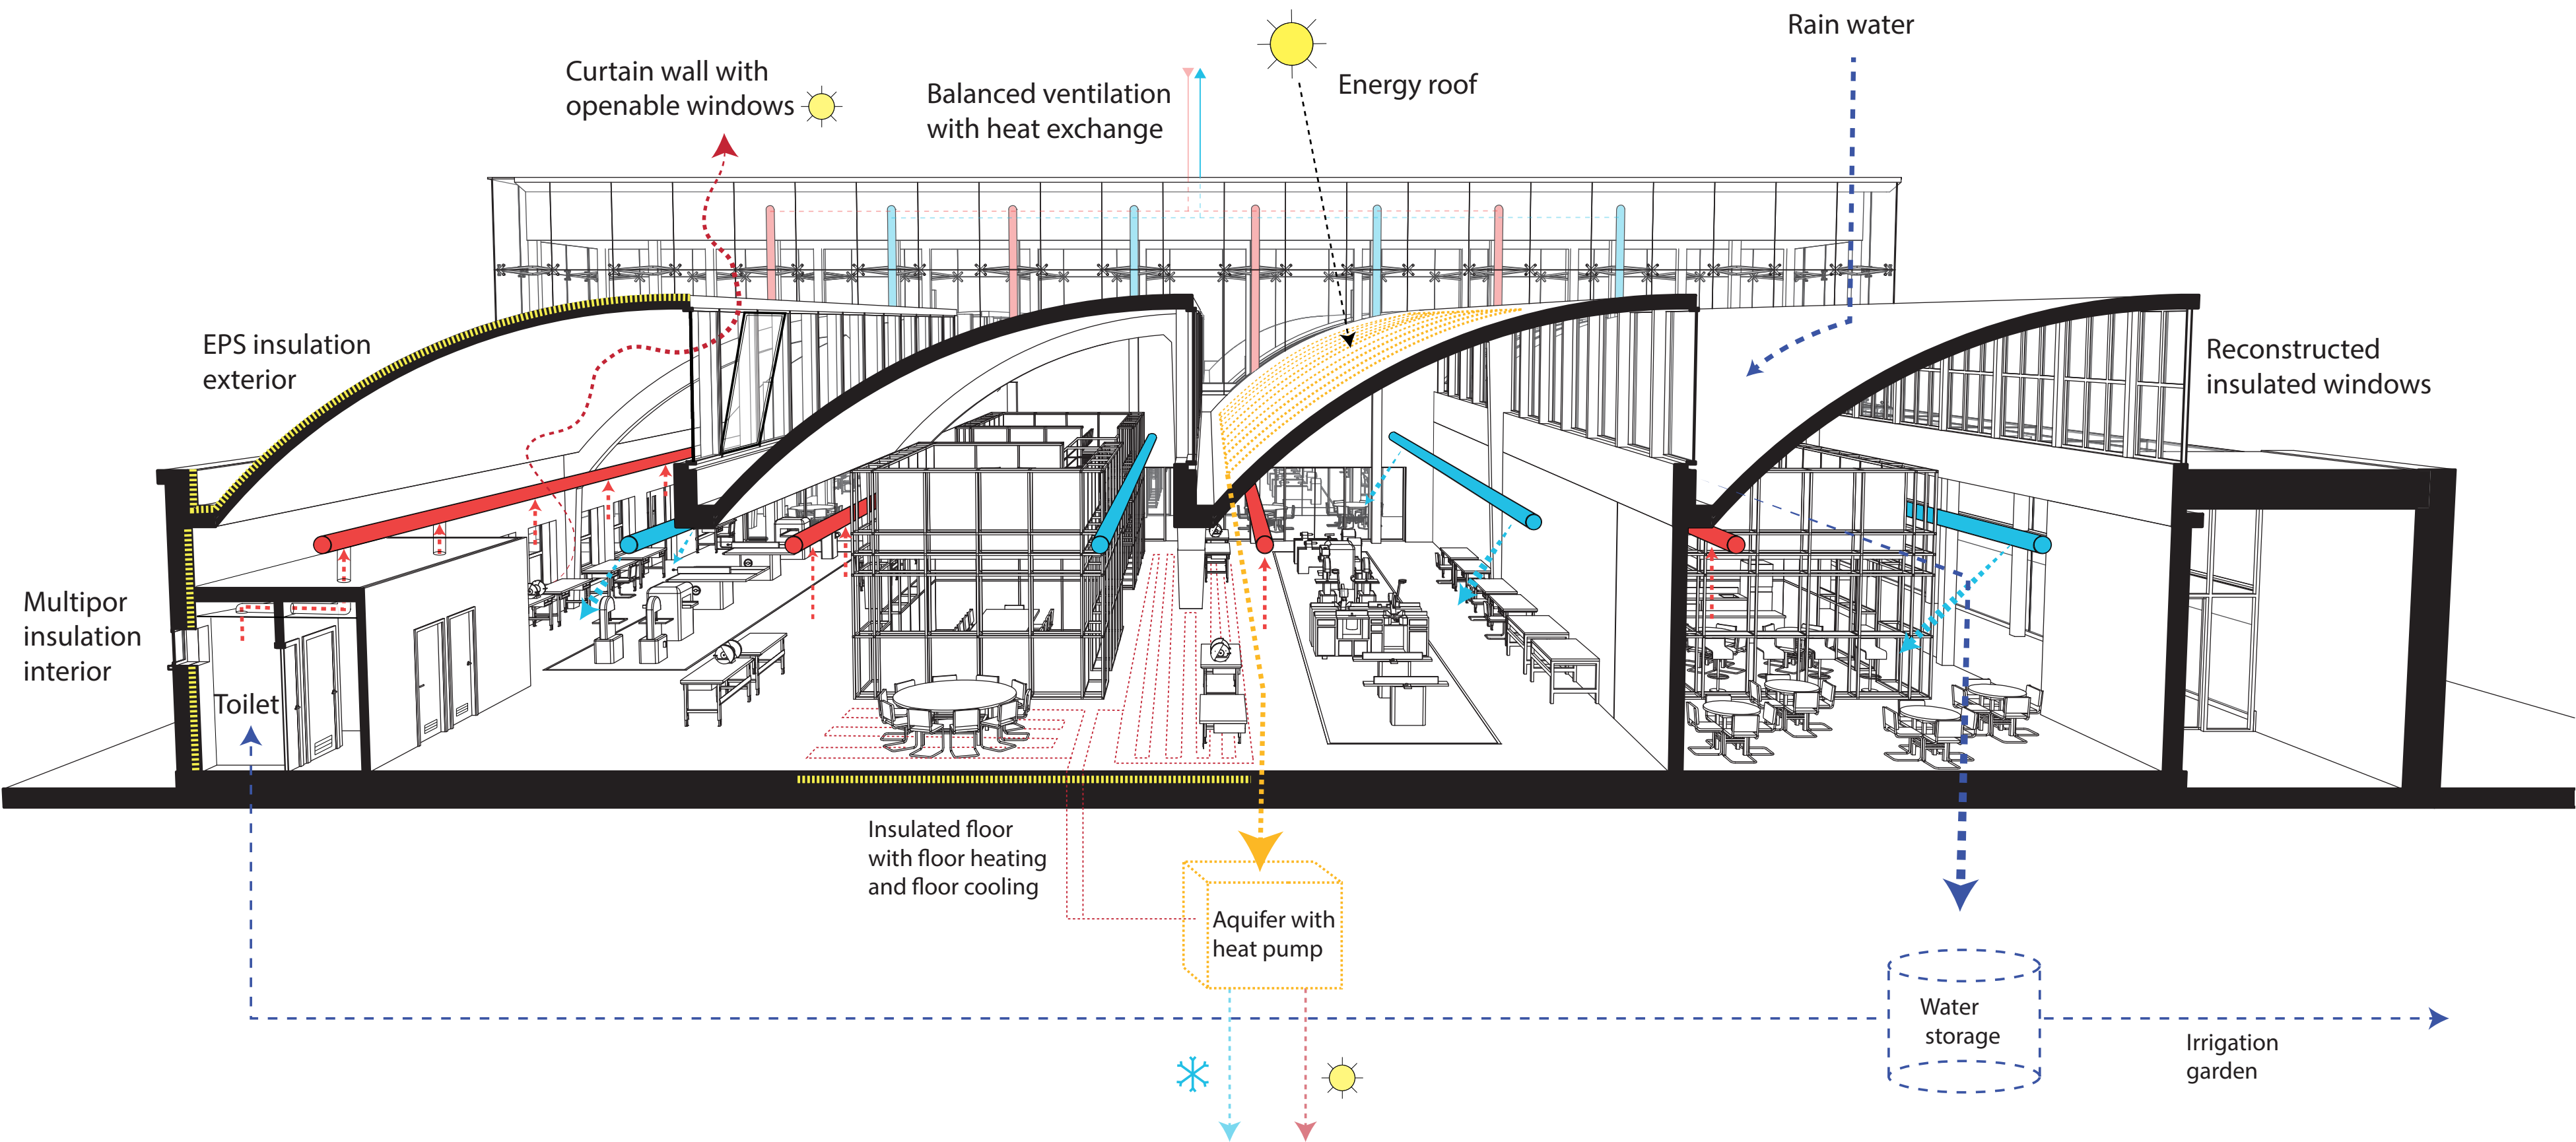 Rain water
Curtain wall with
openable windows
Balanced ventilation
with heat exchange
Energy roof
EPS insulation
exterior
Reconstructed
insulated windows
Multipor
insulation
interior
Toilet
Insulated floor
with floor heating
and floor cooling
Aquifer with
heat pump
Water
storage
Irrigation
garden